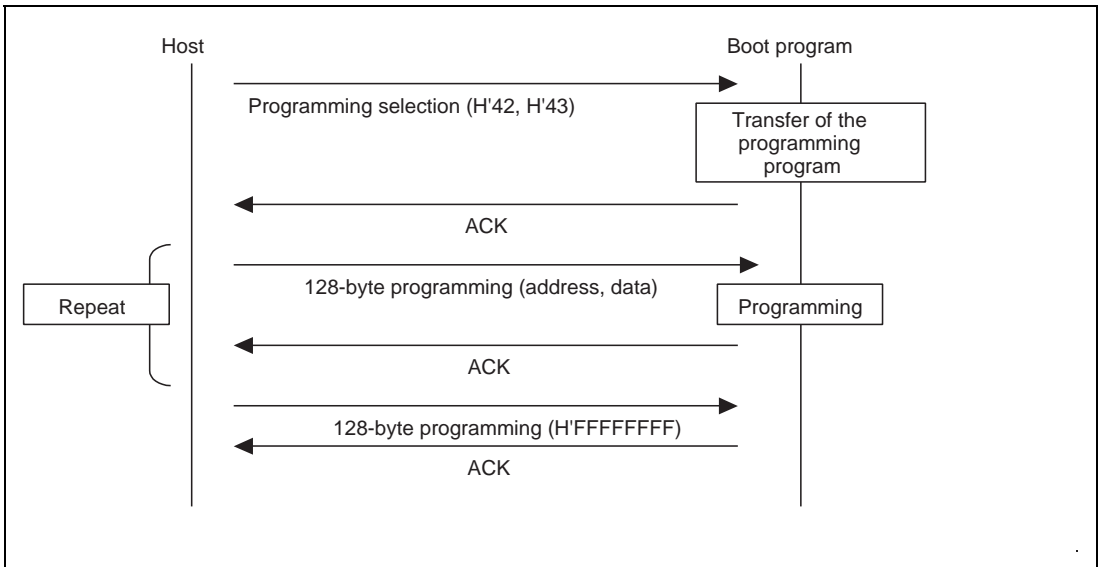 Host
Boot program
Programming selection (H'42, H'43)
Transfer of the
programming
program
ACK
128-byte programming (address, data)
Repeat
Programming
ACK
128-byte programming (H'FFFFFFFF)
ACK